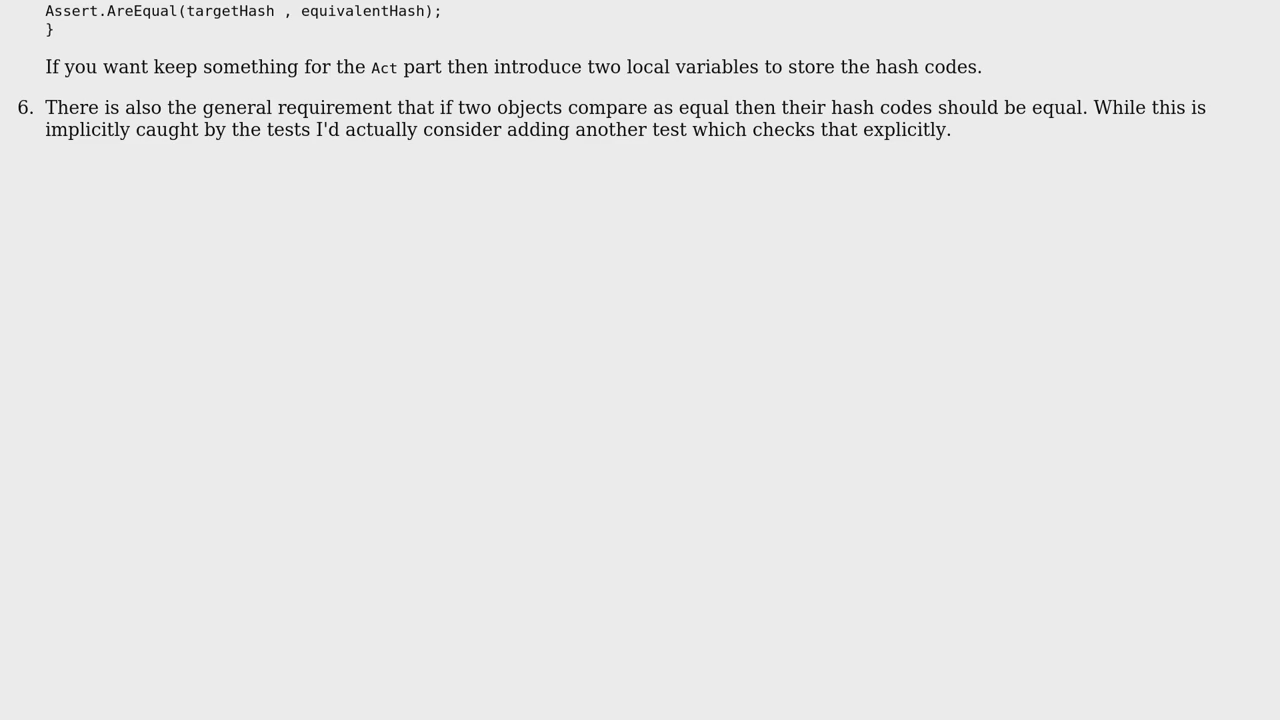 Assert.AreEqual(targetHash , equivalentHash);
}
If you want keep something for the Act part then introduce two local variables to store the hash codes.
6. There is also the general requirement that if two objects compare as equal then their hash codes should be equal. While this is
implicitly caught by the tests I'd actually consider adding another test which checks that explicitly.